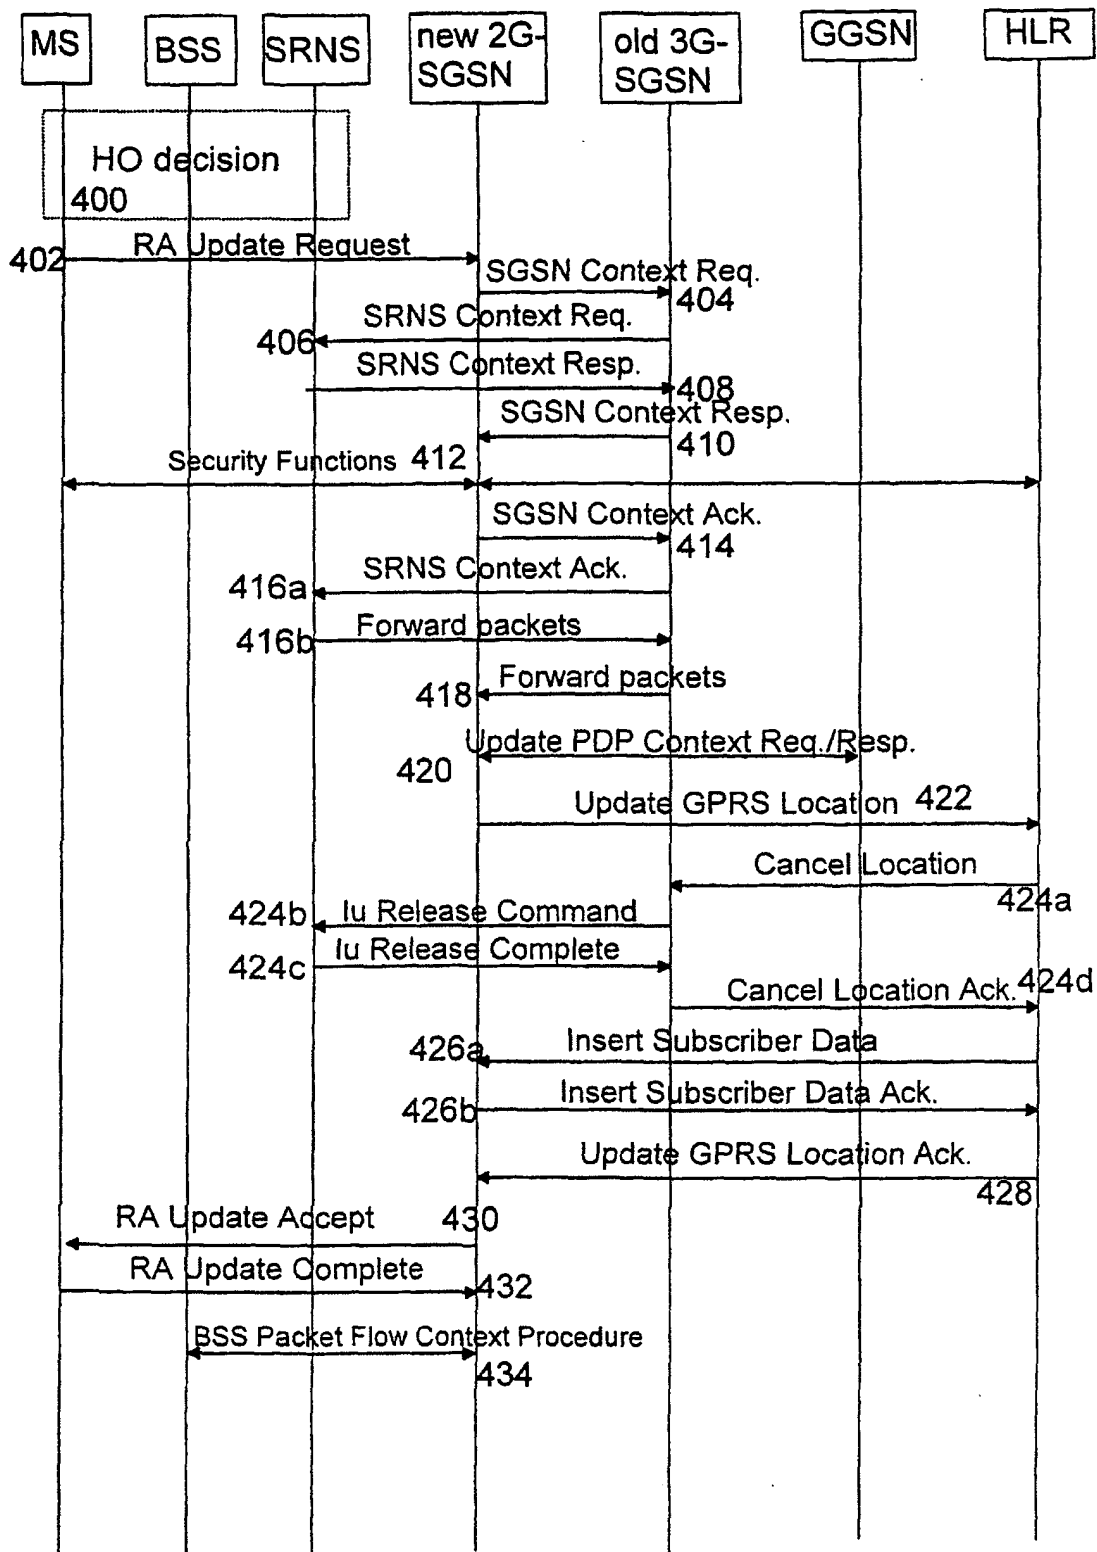 MS
BSS
SRNS
new 2G-
SGSN
old 3G-
SGSN
GGSN
HLR
HO decision
400
402
RA Update Request
SGSN Context Req.
404
SRNS Context Req.
406
SRNS Context Resp.
408
SGSN Context Resp.
410
Security Functions 412
SGSN Context Ack.
414
SRNS Context Ack.
416a
Forward packets
416b
Forward packets
418
Update PDP Context Req./Resp.
420
Update GPRS Location 422
Cancel Location
424a
424b Iu Release Command
Iu Release Complete
424c
Cancel Location Ack. 424d
Insert Subscriber Data
426a
Insert Subscriber Data Ack.
426b
Update GPRS Location Ack.
428
RA Update Accept 430
RA Update Complete
432
BSS Packet Flow Context Procedure
434